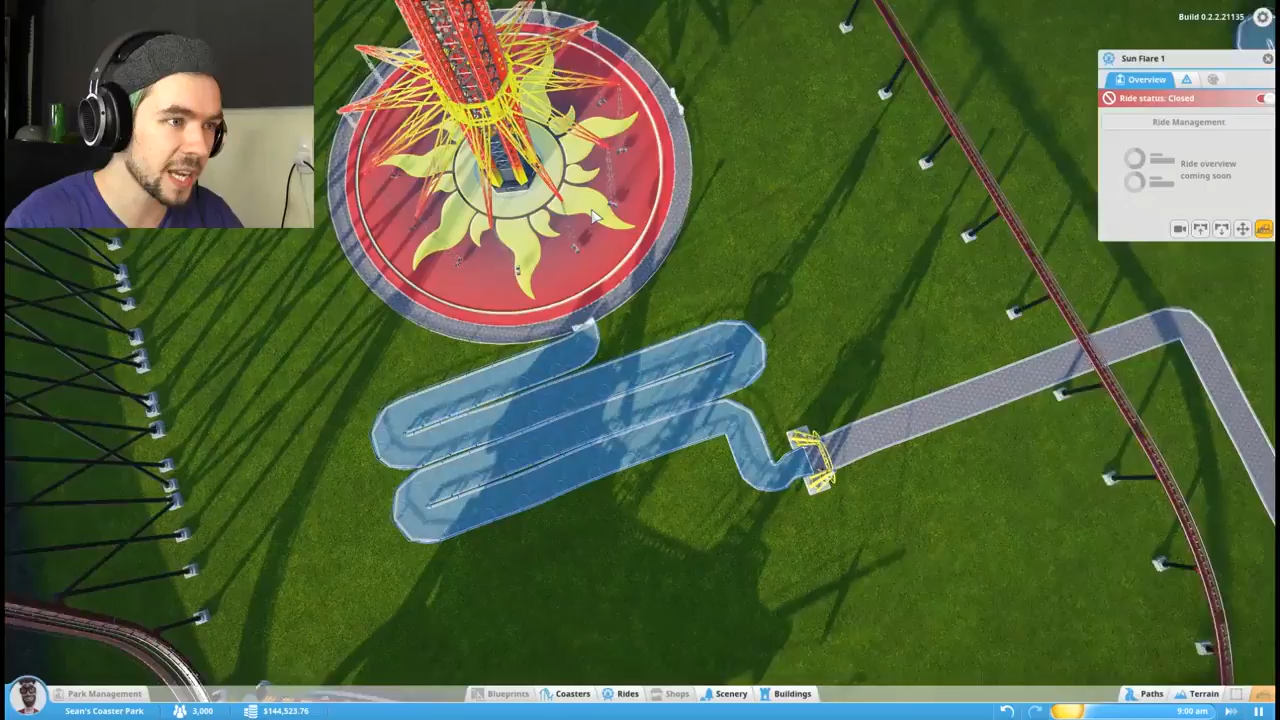 Build 0.2.2.21135
Sun Flare 1
Overview
Ride status: Closed
Ride Management
Ride overview
coming soon
Park Management
Blueprints
Coasters
Rides
Shops
Scenery
Buildings
Paths
Terrain
Sean's Coaster Park
3,000
$144,523.76
9:00 am